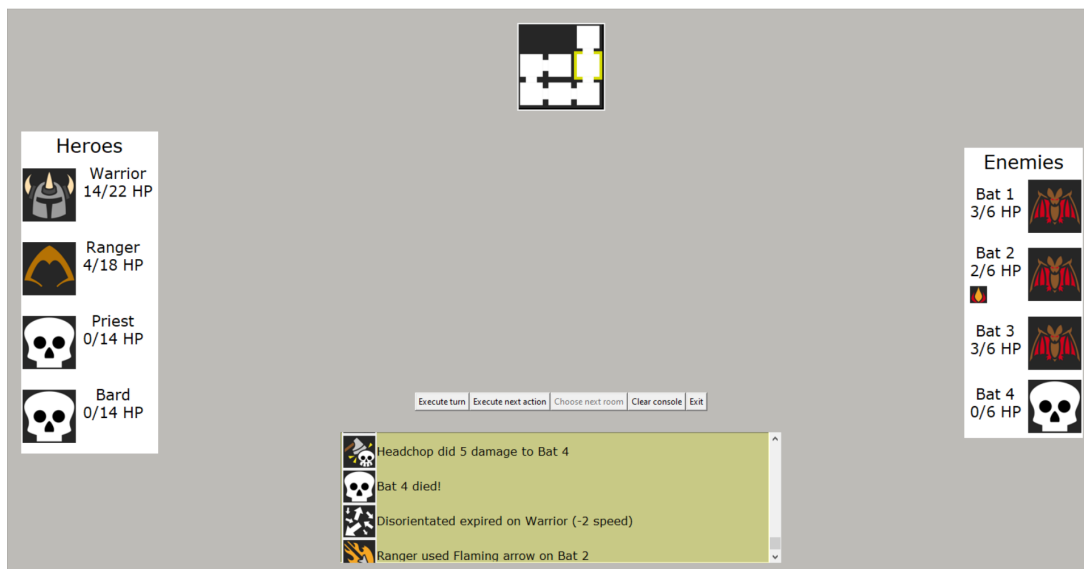 Heroes
Warrior
14/22 HP
Ranger
4/18 HP
Priest
0/14 HP
Bard
0/14 HP
Enemies
Bat 1
3/6 HP
Bat 2
2/6 HP
Bat 3
3/6 HP
Bat 4
0/6 HP
Execute turn Execute next action Choose next room Clear console Exit
Headchop did 5 damage to Bat 4
Bat 4 died!
Disorientated expired on Warrior (-2 speed)
Ranger used Flaming arrow on Bat 2